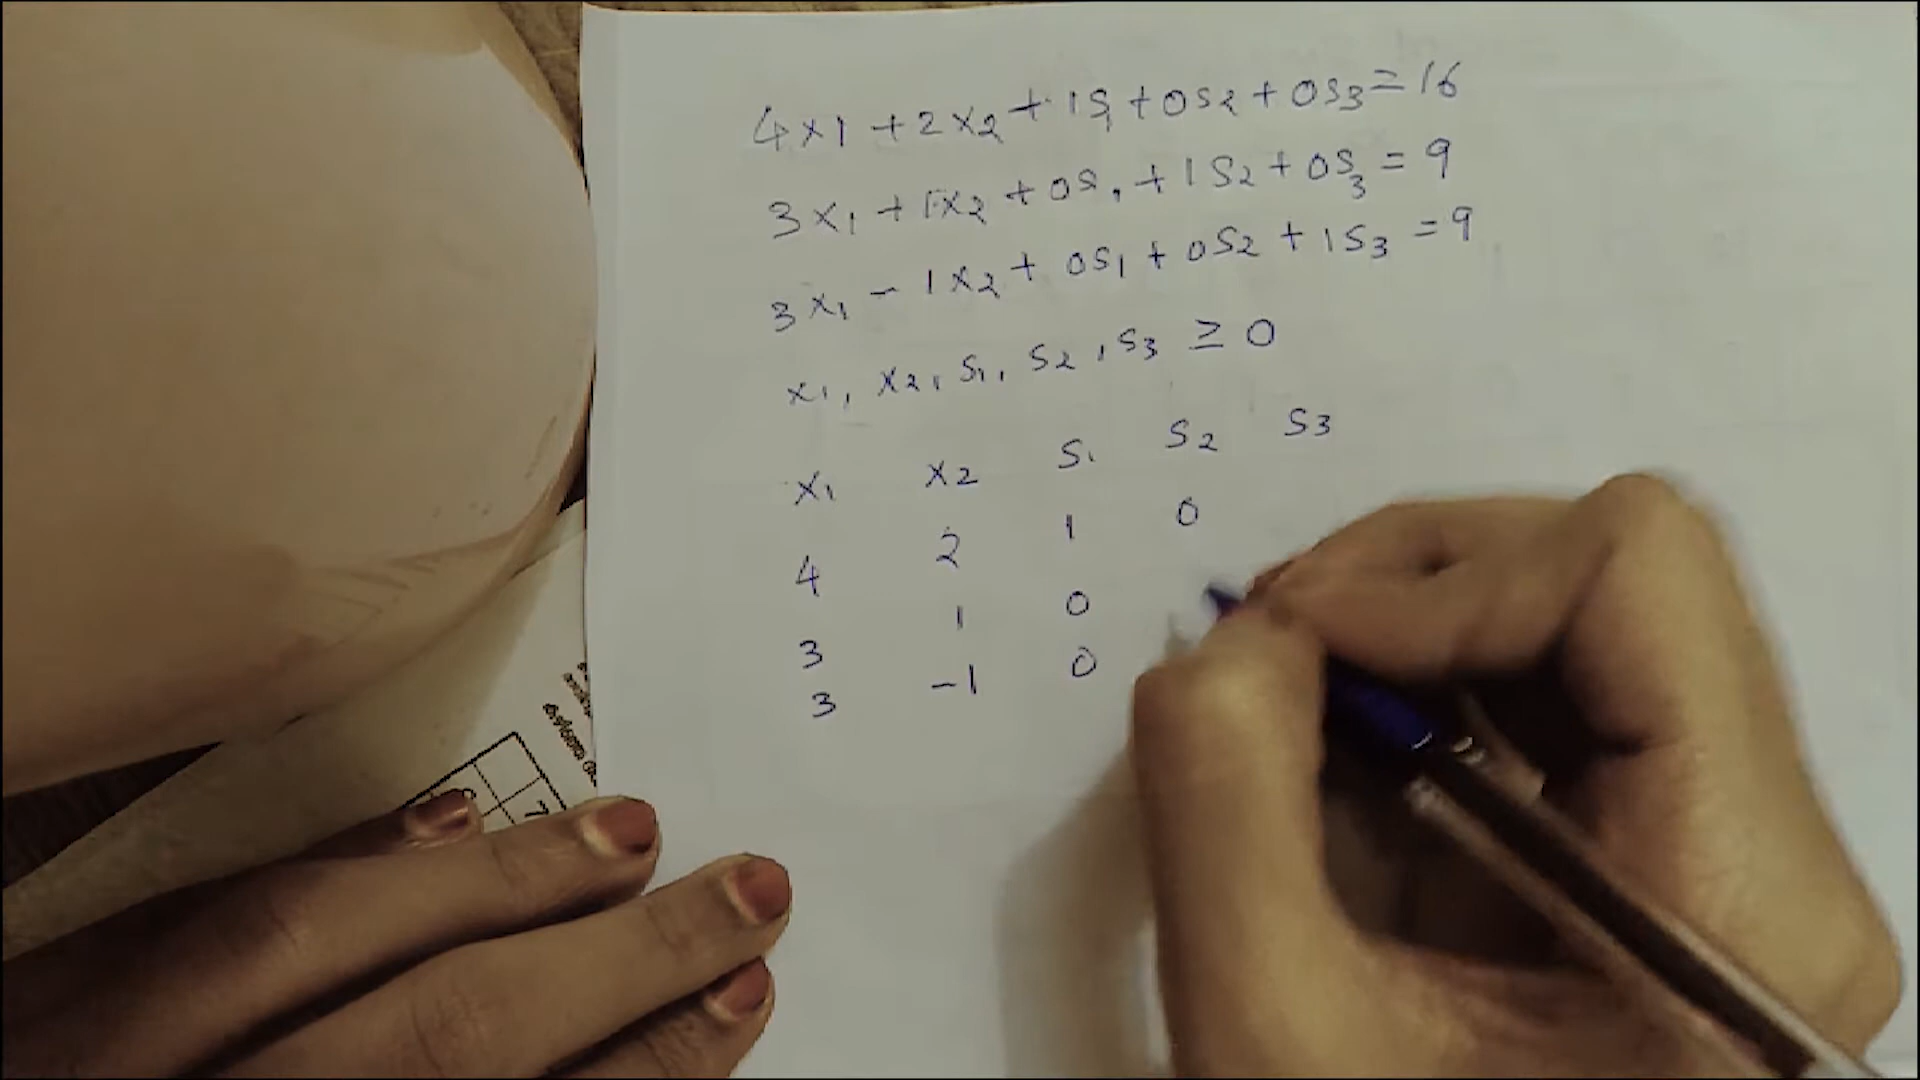 4x1 + 2x2 + 1S1 + 0S2 + 0S3 = 16
3x1 + 1x2 + 0S1 + 1S2 + 0S3 = 9
3x1 - 1x2 + 0S1 + 0S2 + 1S3 = 9
x1, x2, S1, S2, S3 ≥ 0
x1 x2 S1 S2 S3
4 2 1 0
3 1 0
3 -1 0
7